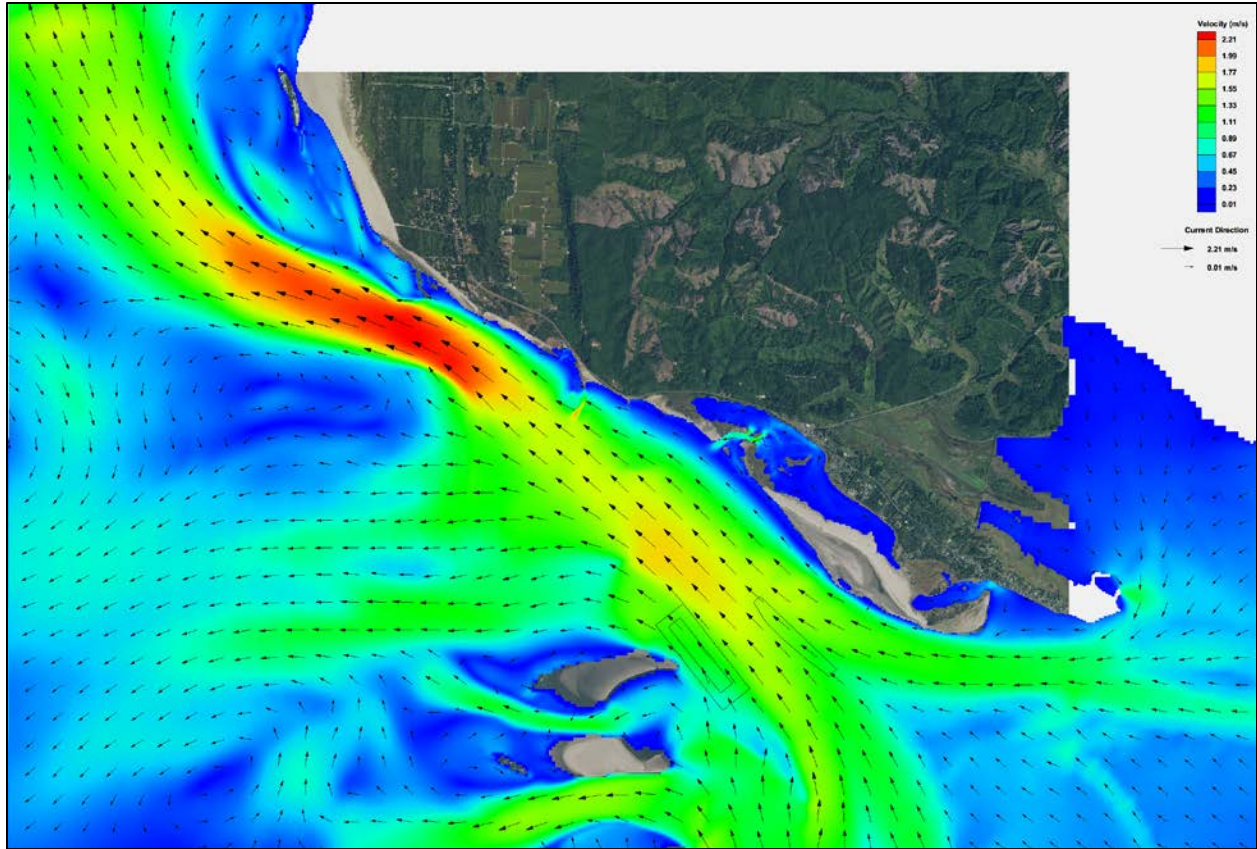 Velocity (m/s)
2.21
1.99
1.77
1.55
1.33
1.11
0.89
0.67
0.45
0.23
0.01
Current Direction
2.21 m/s
0.01 m/s